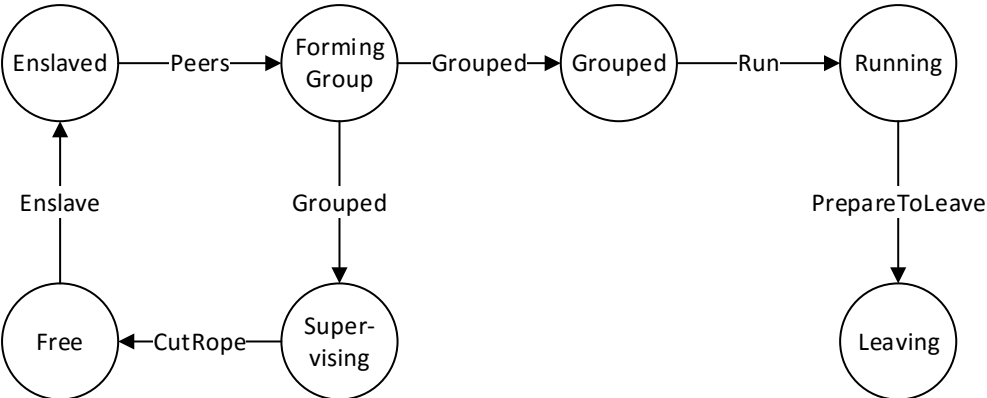 Enslaved
Peers
Forming
Group
Grouped
Grouped
Run
Running
Enslave
Grouped
PrepareToLeave
Free
CutRope
Super-
vising
Leaving